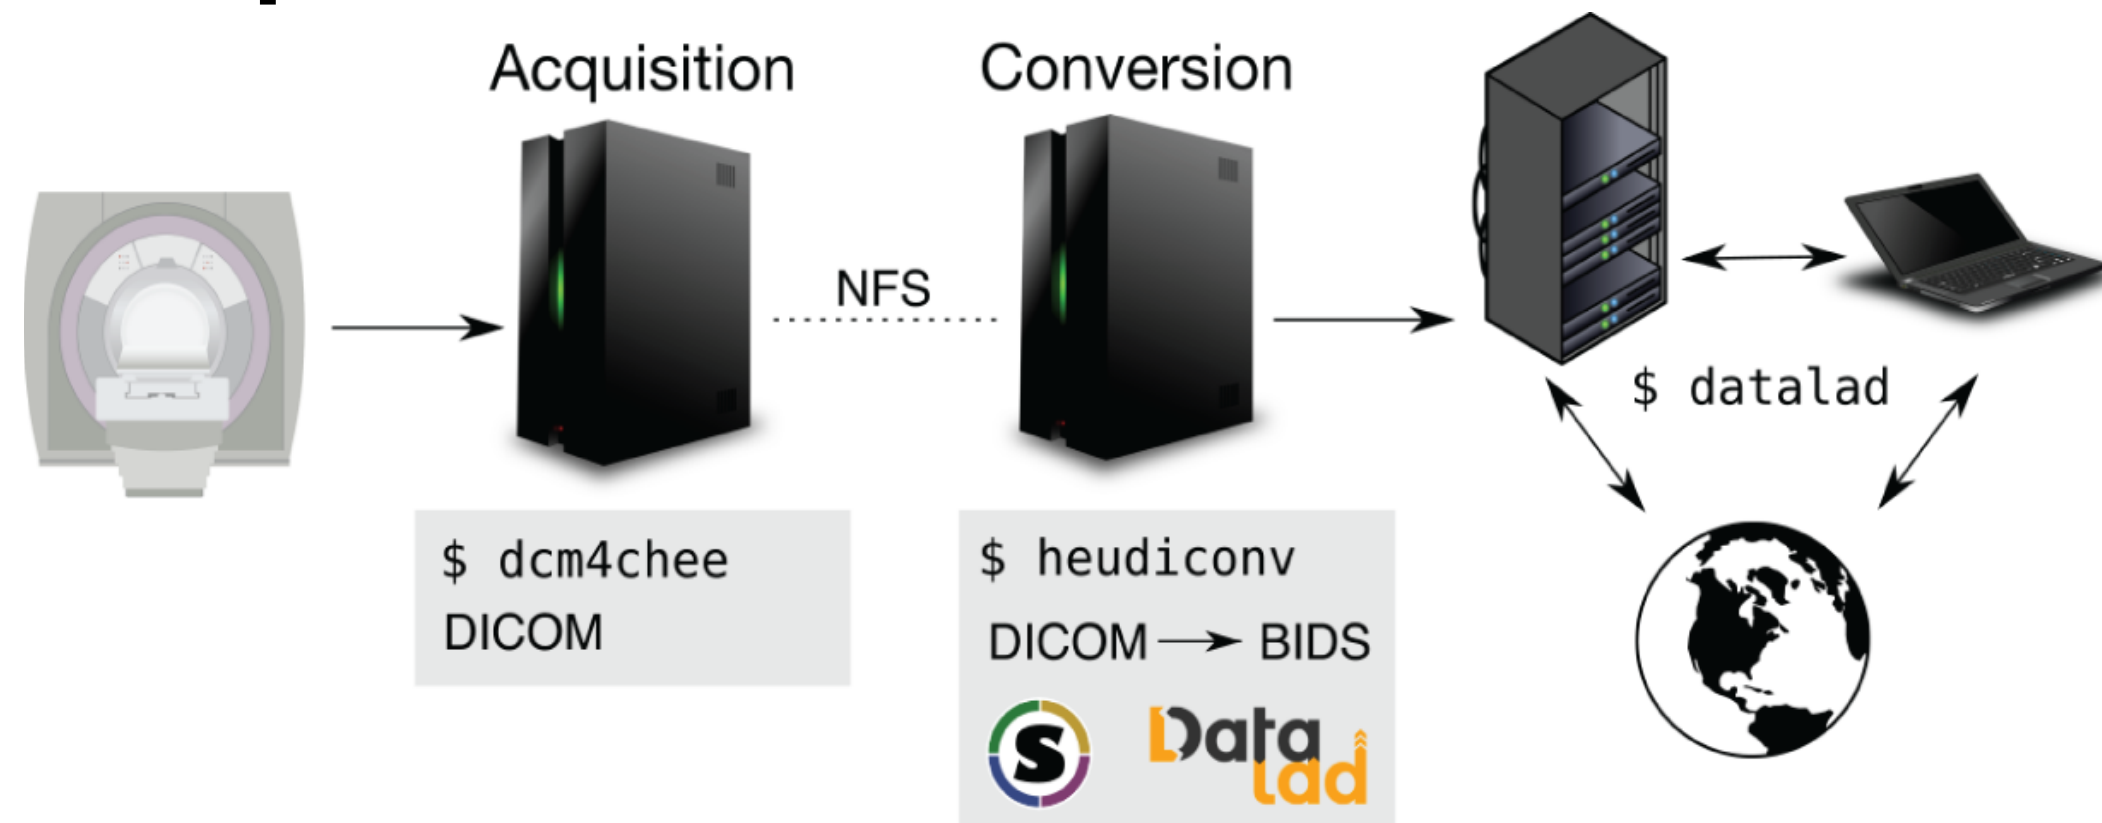 Acquisition
Conversion
NFS
$ datalad
$ dcm4chee
DICOM
$ heudiconv
DICOM → BIDS
S
Data
lad